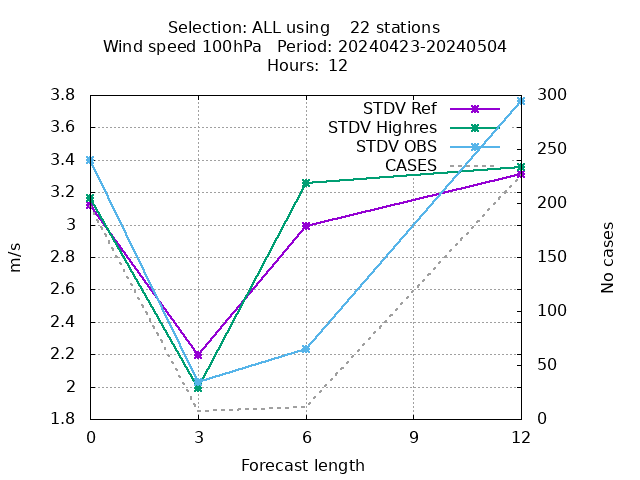 Selection: ALL using    22 stations
Wind speed 100hPa   Period: 20240423-20240504
Hours:  12
3.8
3.6
3.4
3.2
3
2.8
2.6
2.4
2.2
2
1.8
m/s
STDV Ref
STDV Highres
STDV OBS
CASES
300
250
200
150
100
50
0
No cases
0 3 6 9 12
Forecast length